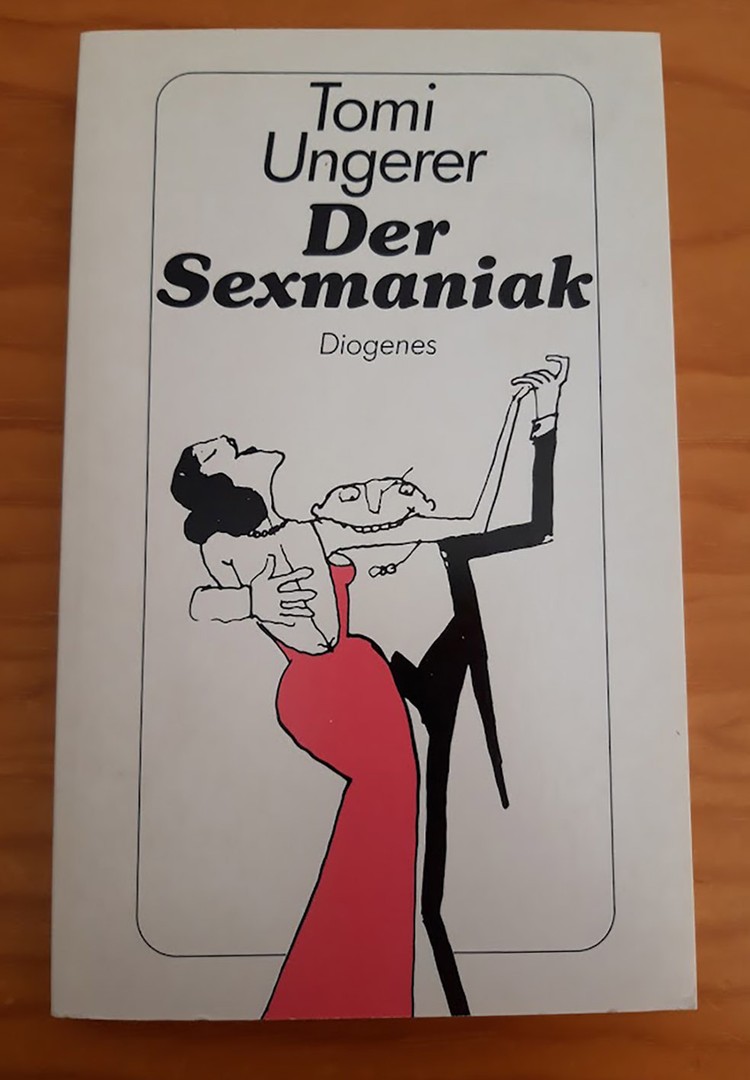 Tomi
Ungerer
Der
Sexmaniak
Diogenes